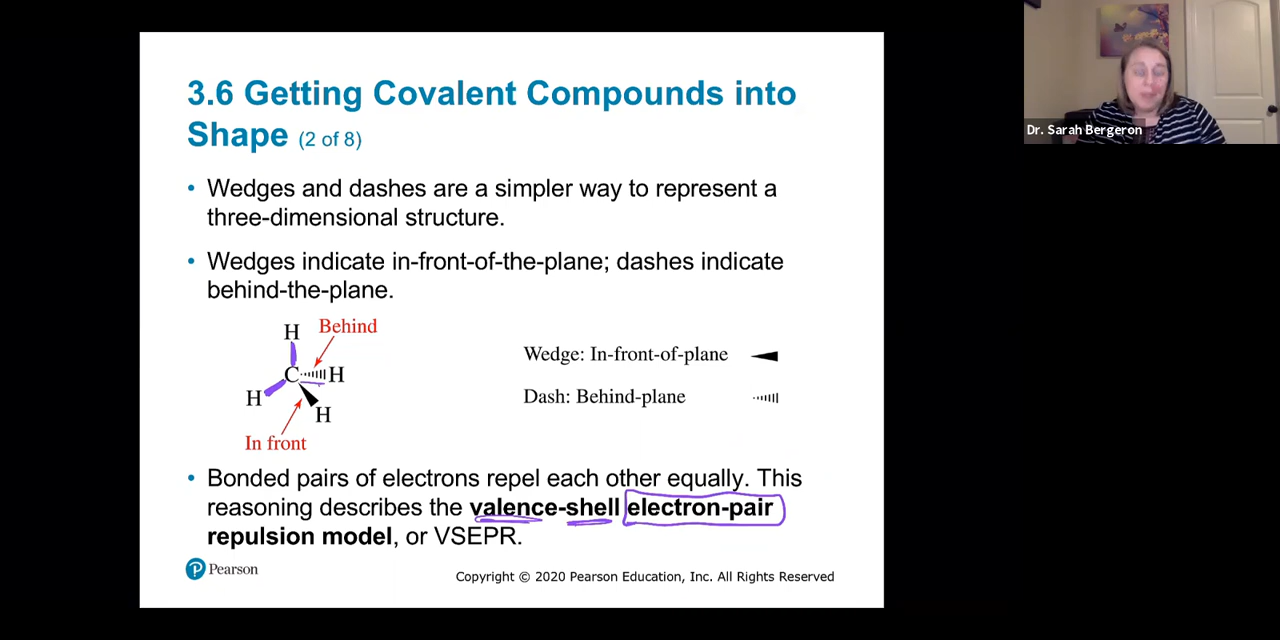 3.6 Getting Covalent Compounds into
Shape (2 of 8)
• Wedges and dashes are a simpler way to represent a
three-dimensional structure.
• Wedges indicate in-front-of-the-plane; dashes indicate
behind-the-plane.
H Behind
C H
H
H
In front
Wedge: In-front-of-plane
Dash: Behind-plane
• Bonded pairs of electrons repel each other equally. This
reasoning describes the valence-shell electron-pair
repulsion model, or VSEPR.
P Pearson
Copyright © 2020 Pearson Education, Inc. All Rights Reserved
Dr. Sarah Bergeron